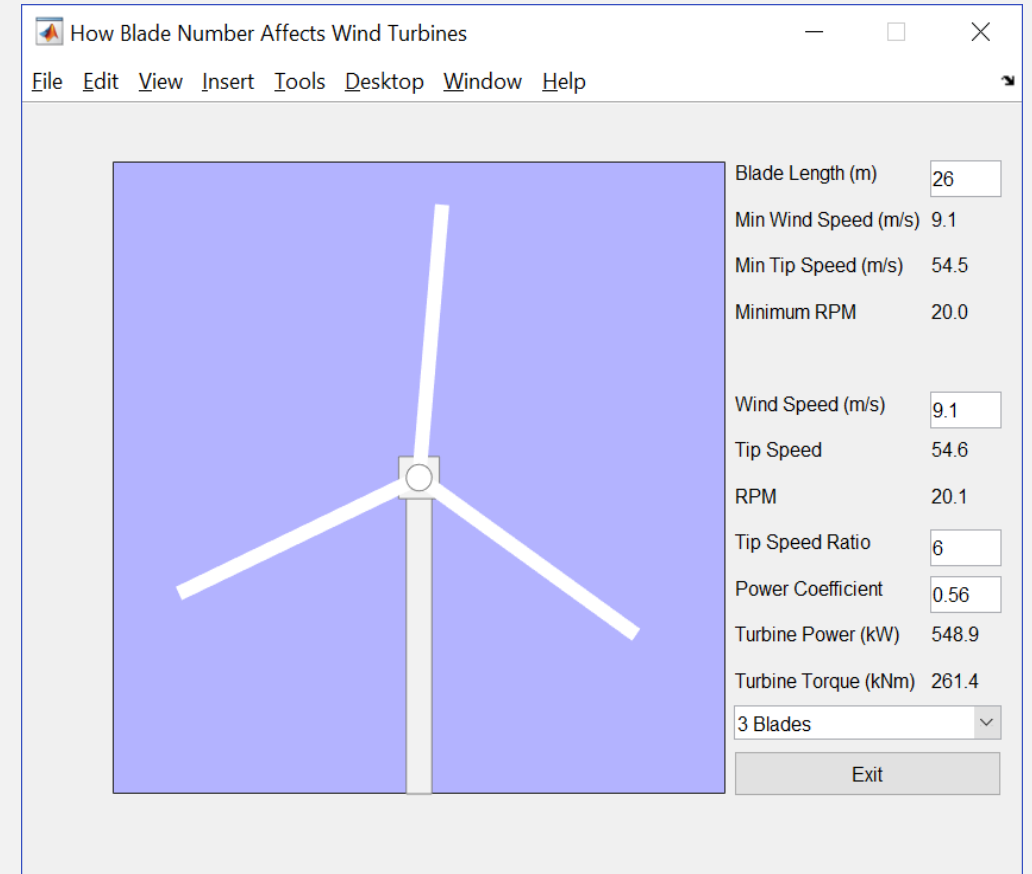 How Blade Number Affects Wind Turbines
File Edit View Insert Tools Desktop Window Help
Blade Length (m) 26
Min Wind Speed (m/s) 9.1
Min Tip Speed (m/s) 54.5
Minimum RPM 20.0
Wind Speed (m/s) 9.1
Tip Speed 54.6
RPM 20.1
Tip Speed Ratio 6
Power Coefficient 0.56
Turbine Power (kW) 548.9
Turbine Torque (kNm) 261.4
3 Blades
Exit